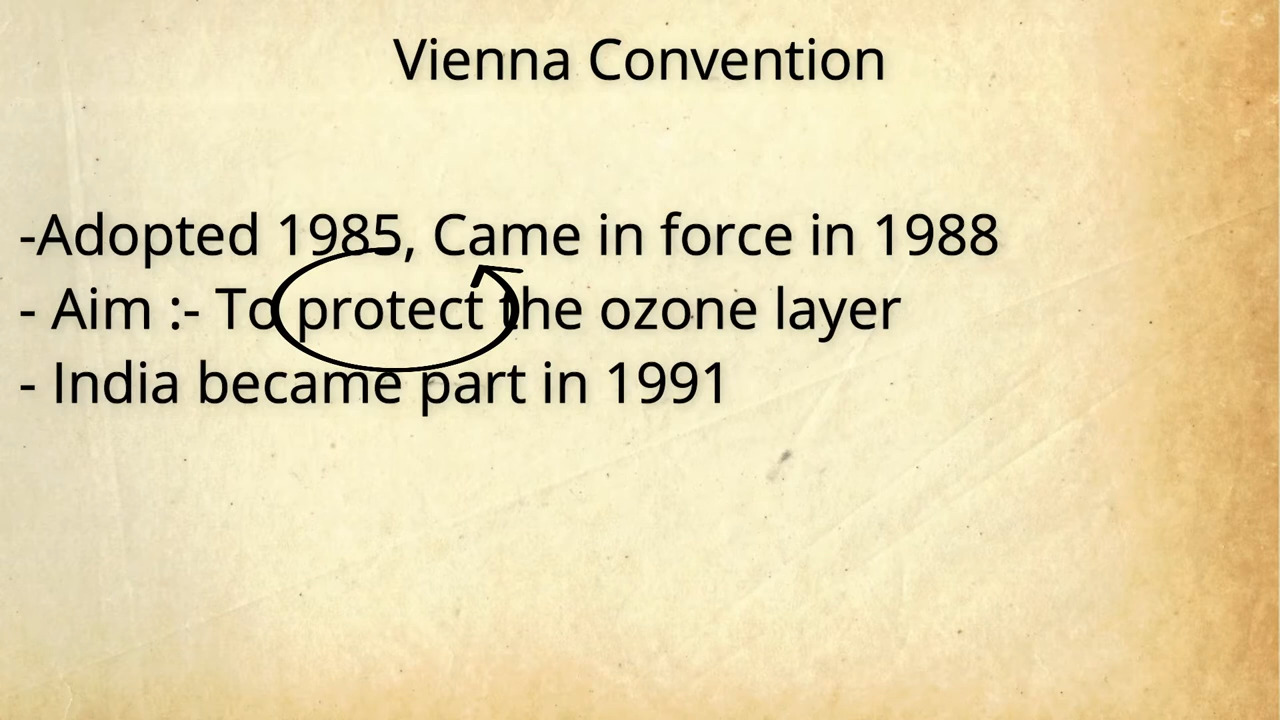 Vienna Convention
-Adopted 1985, Came in force in 1988
- Aim :- To protect the ozone layer
- India became part in 1991